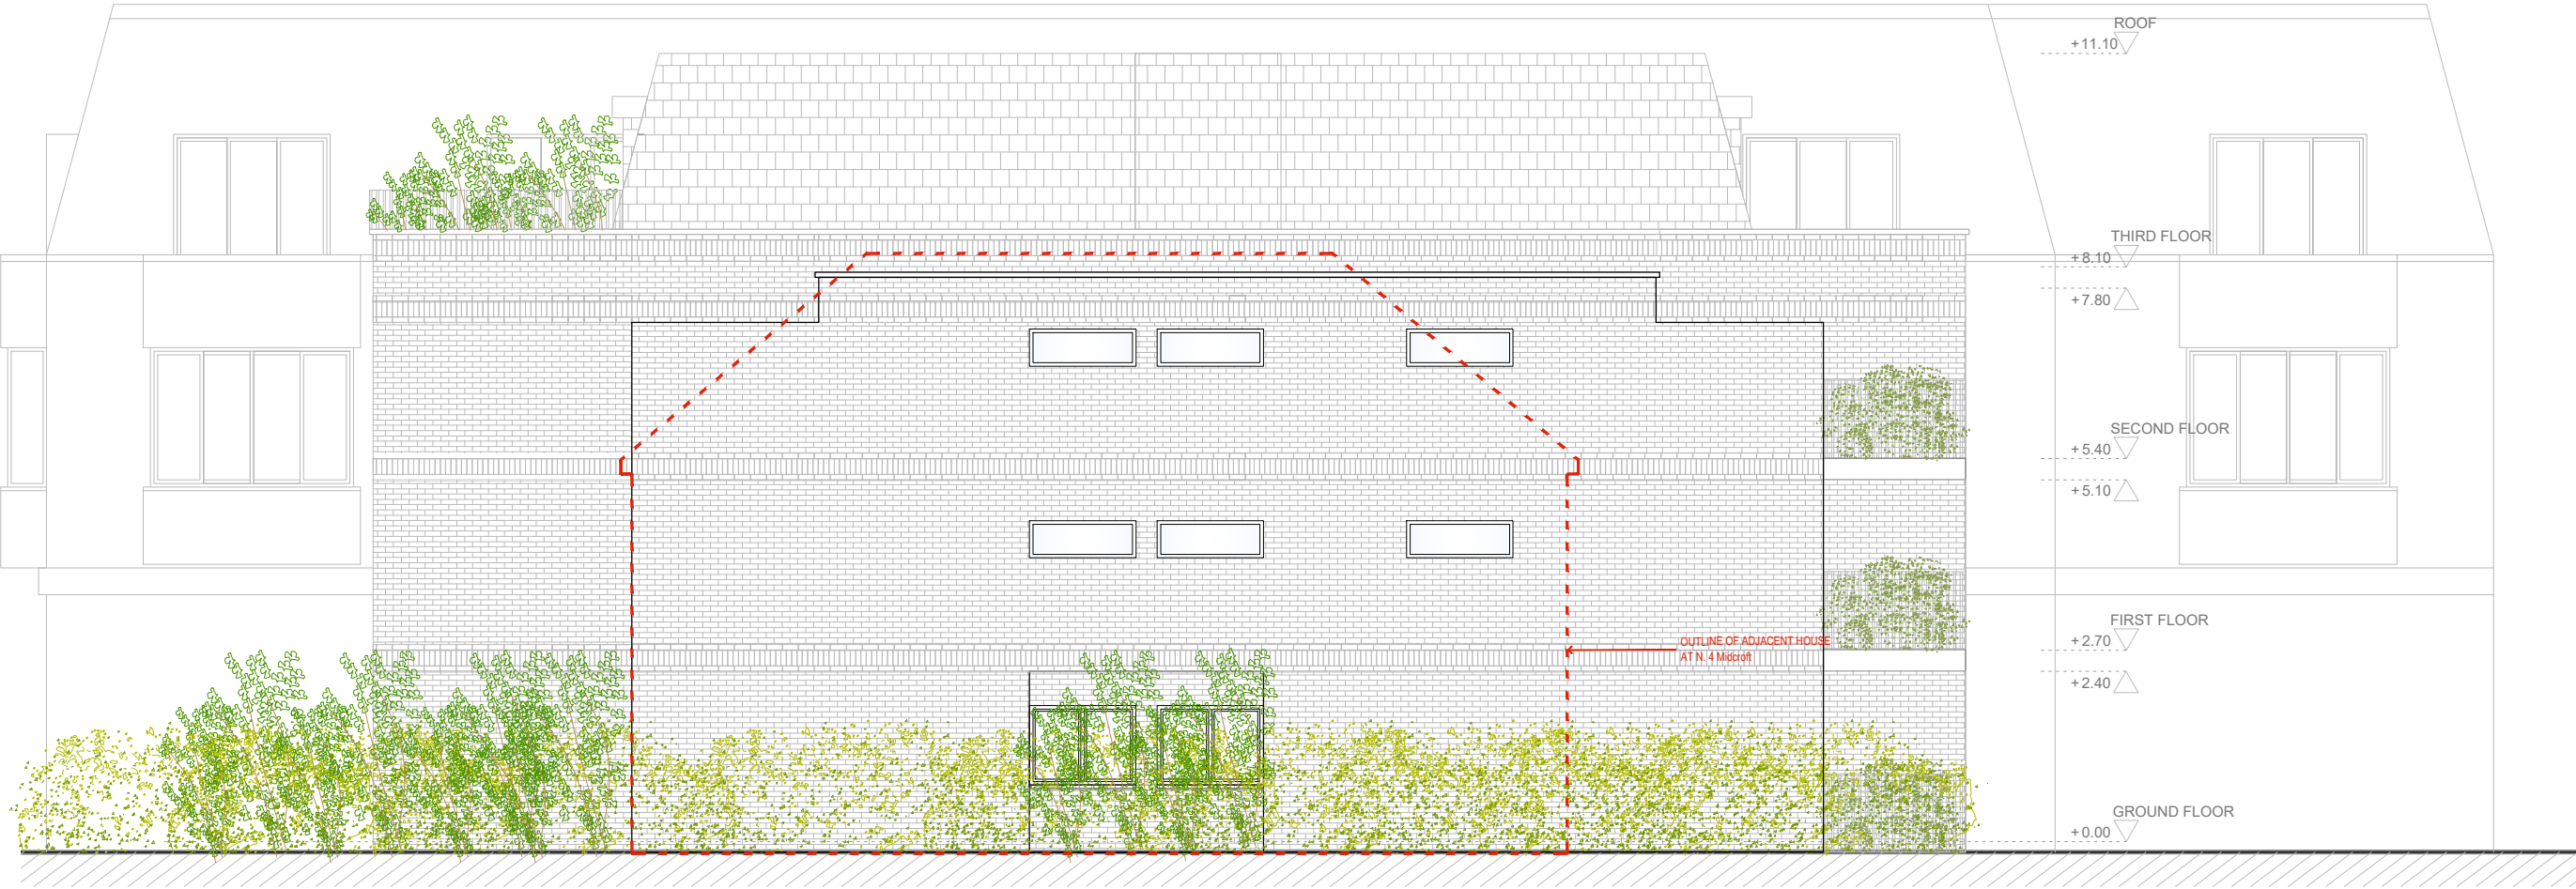 ROOF
+11.10
THIRD FLOOR
+8.10
+7.80
SECOND FLOOR
+5.40
+5.10
FIRST FLOOR
+2.70
OUTLINE OF ADJACENT HOUSE
AT N. 4 Midcroft
+2.40
GROUND FLOOR
+0.00